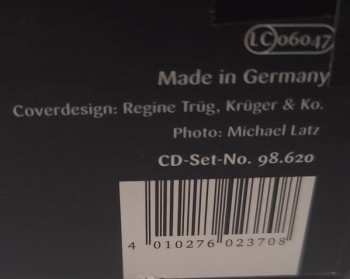 LC 06047
Made in Germany
Coverdesign: Regine Trüg, Krüger & Ko.
Photo: Michael Latz
CD-Set-No. 98.620
4 010276 023708